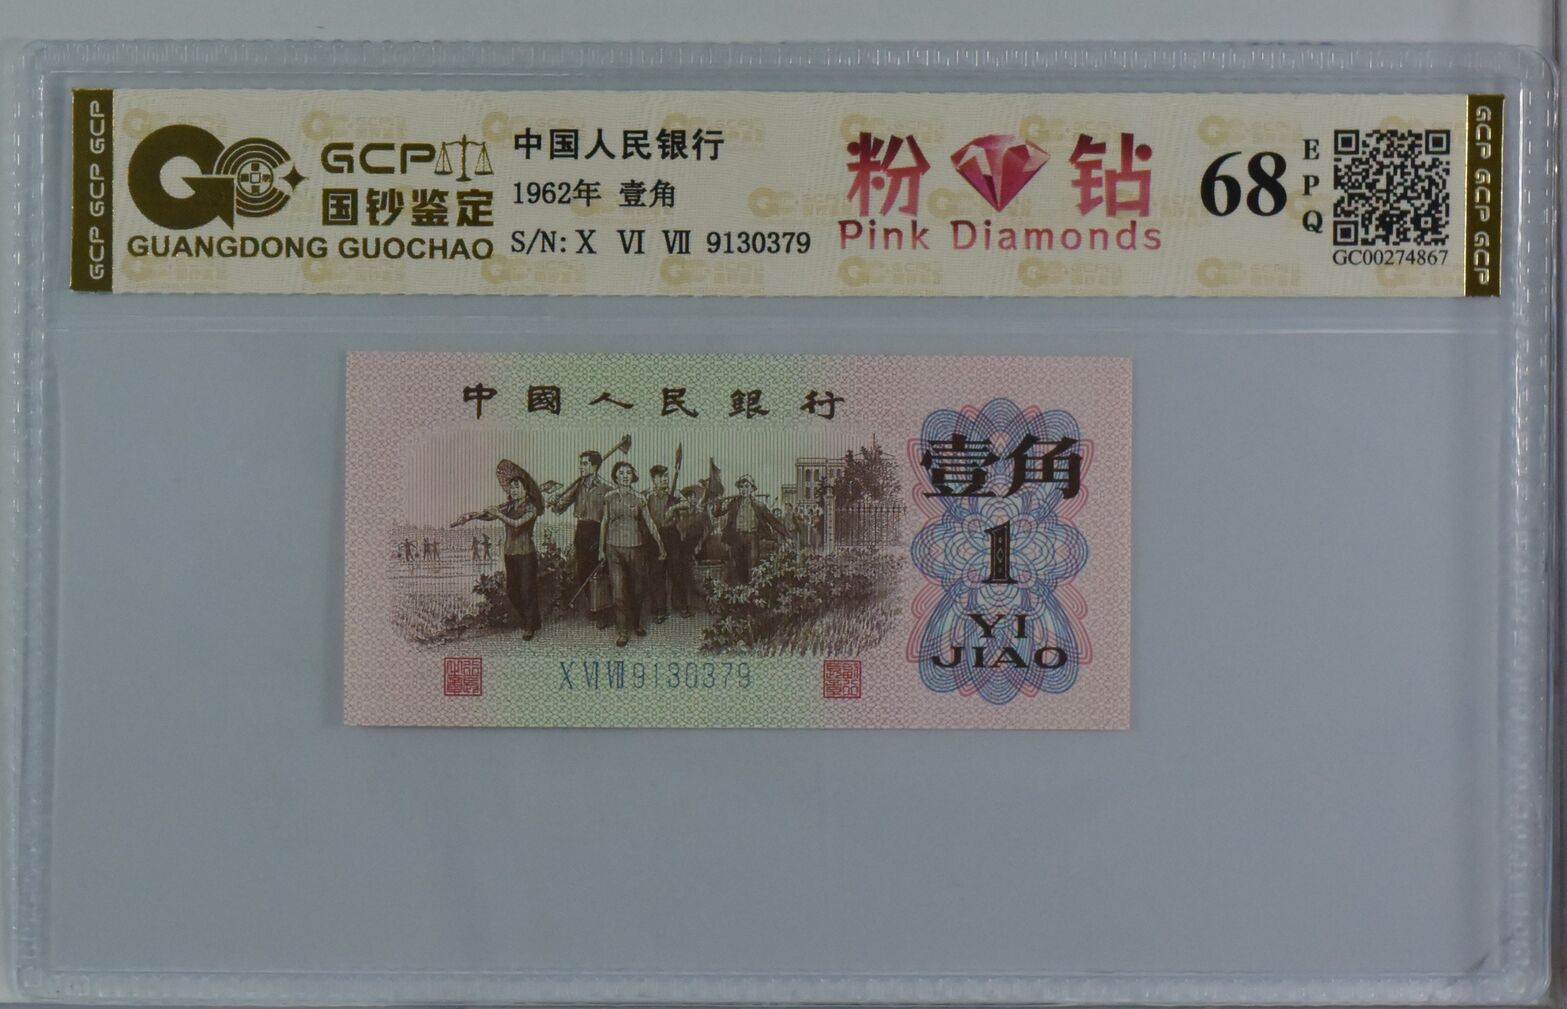 GCP GCP GCP
GCP
国钞鉴定
GUANGDONG GUOCHAO
中国人民银行
1962年 壹角
S/N: X Ⅵ Ⅶ 9130379
粉 钻
Pink Diamonds
68
EPQ
GC00274867
GCP GCP GCP
中國人民銀行
壹角
1
YI
JIAO
X Ⅵ Ⅶ 9130379